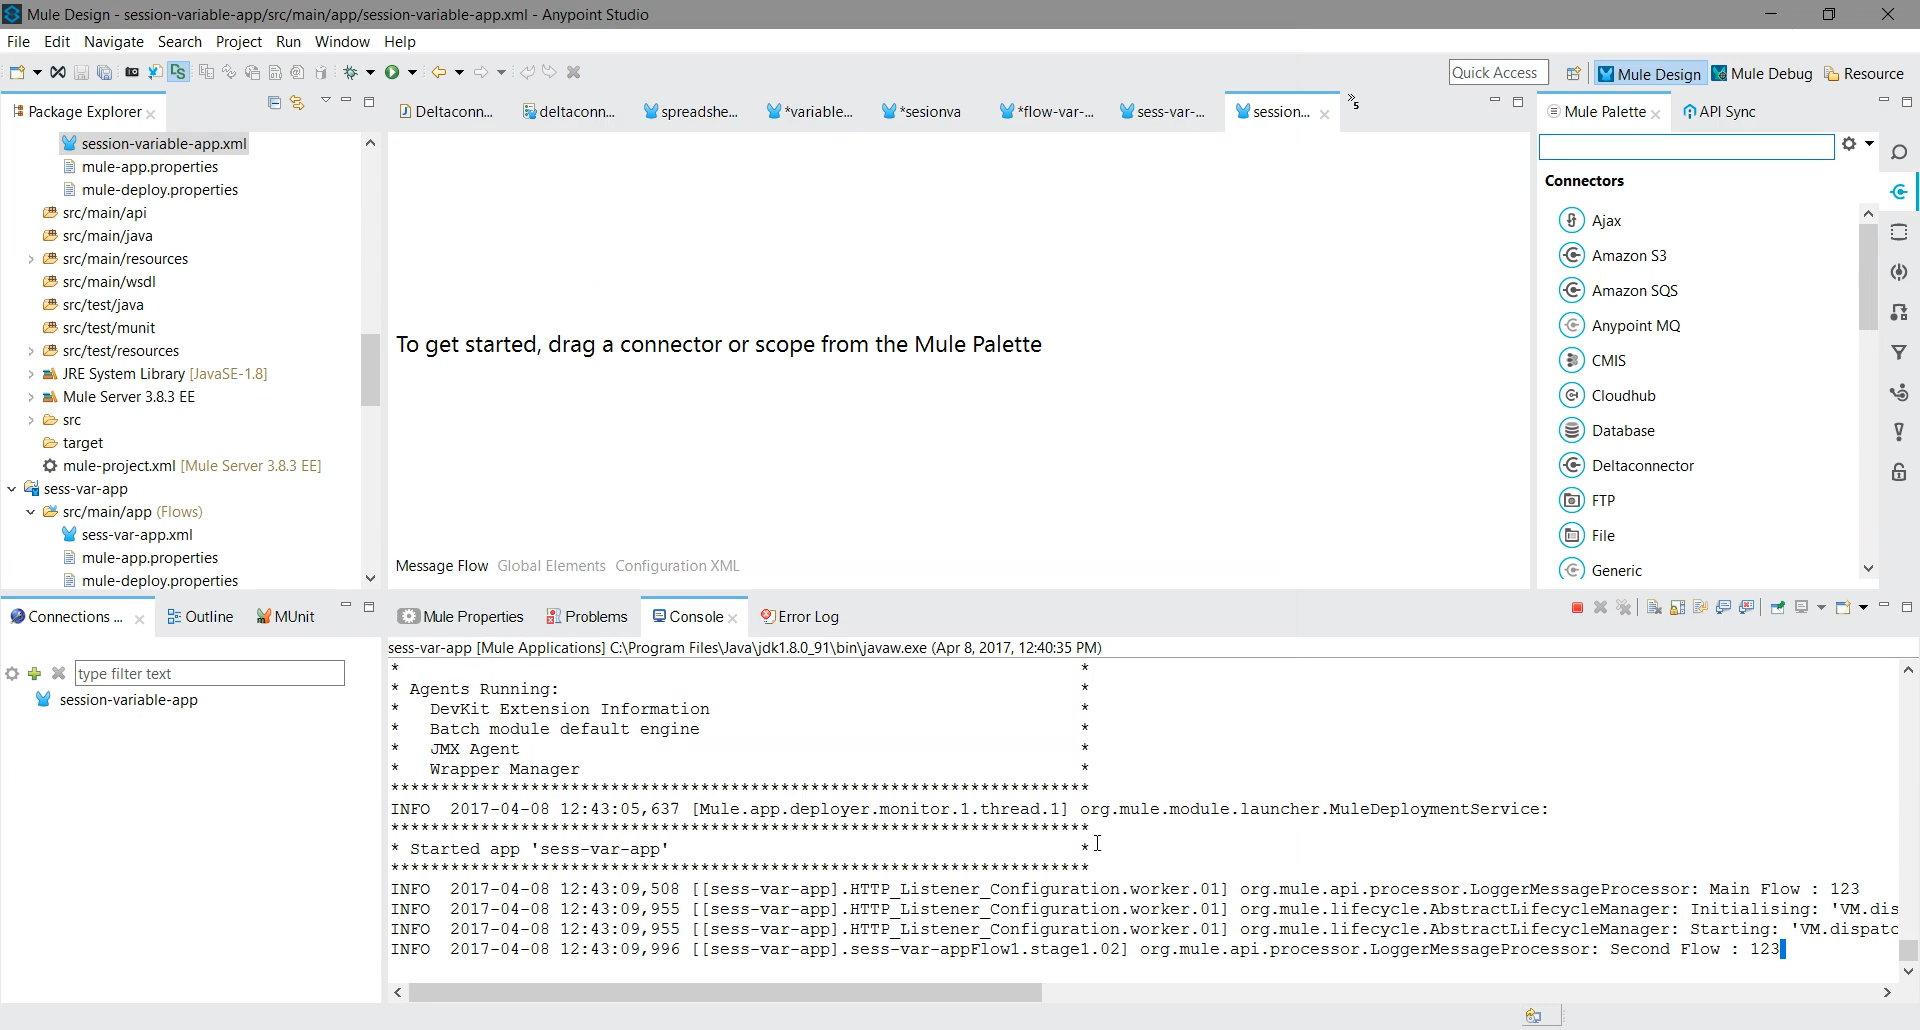 Mule Design - session-variable-app/src/main/app/session-variable-app.xml - Anypoint Studio
File Edit Navigate Search Project Run Window Help
Quick Access Mule Design Mule Debug Resource
Package Explorer
Deltaconn... deltaconn... spreadshe... *variable... *sesionva *flow-var-... sess-var-... session... »5
Mule Palette API Sync
session-variable-app.xml
mule-app.properties
mule-deploy.properties
src/main/api
src/main/java
src/main/resources
src/main/wsdl
src/test/java
src/test/munit
src/test/resources
JRE System Library [JavaSE-1.8]
Mule Server 3.8.3 EE
src
target
mule-project.xml [Mule Server 3.8.3 EE]
sess-var-app
src/main/app (Flows)
sess-var-app.xml
mule-app.properties
mule-deploy.properties
To get started, drag a connector or scope from the Mule Palette
Message Flow Global Elements Configuration XML
Connectors
Ajax
Amazon S3
Amazon SQS
Anypoint MQ
CMIS
Cloudhub
Database
Deltaconnector
FTP
File
Generic
Connections ... Outline MUnit
type filter text
session-variable-app
Mule Properties Problems Console Error Log
sess-var-app [Mule Applications] C:\Program Files\Java\jdk1.8.0_91\bin\javaw.exe (Apr 8, 2017, 12:40:35 PM)
* *
* Agents Running: *
* DevKit Extension Information *
* Batch module default engine *
* JMX Agent *
* Wrapper Manager *
**********************************************************************
INFO 2017-04-08 12:43:05,637 [Mule.app.deployer.monitor.1.thread.1] org.mule.module.launcher.MuleDeploymentService:
**********************************************************************
* Started app 'sess-var-app' *
**********************************************************************
INFO 2017-04-08 12:43:09,508 [[sess-var-app].HTTP_Listener_Configuration.worker.01] org.mule.api.processor.LoggerMessageProcessor: Main Flow : 123
INFO 2017-04-08 12:43:09,955 [[sess-var-app].HTTP_Listener_Configuration.worker.01] org.mule.lifecycle.AbstractLifecycleManager: Initialising: 'VM.dis
INFO 2017-04-08 12:43:09,955 [[sess-var-app].HTTP_Listener_Configuration.worker.01] org.mule.lifecycle.AbstractLifecycleManager: Starting: 'VM.dispatc
INFO 2017-04-08 12:43:09,996 [[sess-var-app].sess-var-appFlow1.stage1.02] org.mule.api.processor.LoggerMessageProcessor: Second Flow : 123